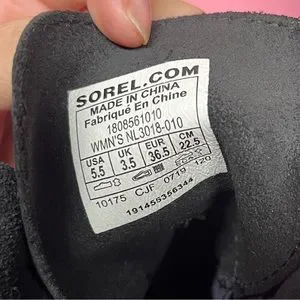 SOREL.COM
MADE IN CHINA
Fabriqué En Chine
1808561010
WMN'S NL3018-010
USA UK EUR CM
5.5 3.5 36.5 22.5
10175 CJF 0719 120
191455356344